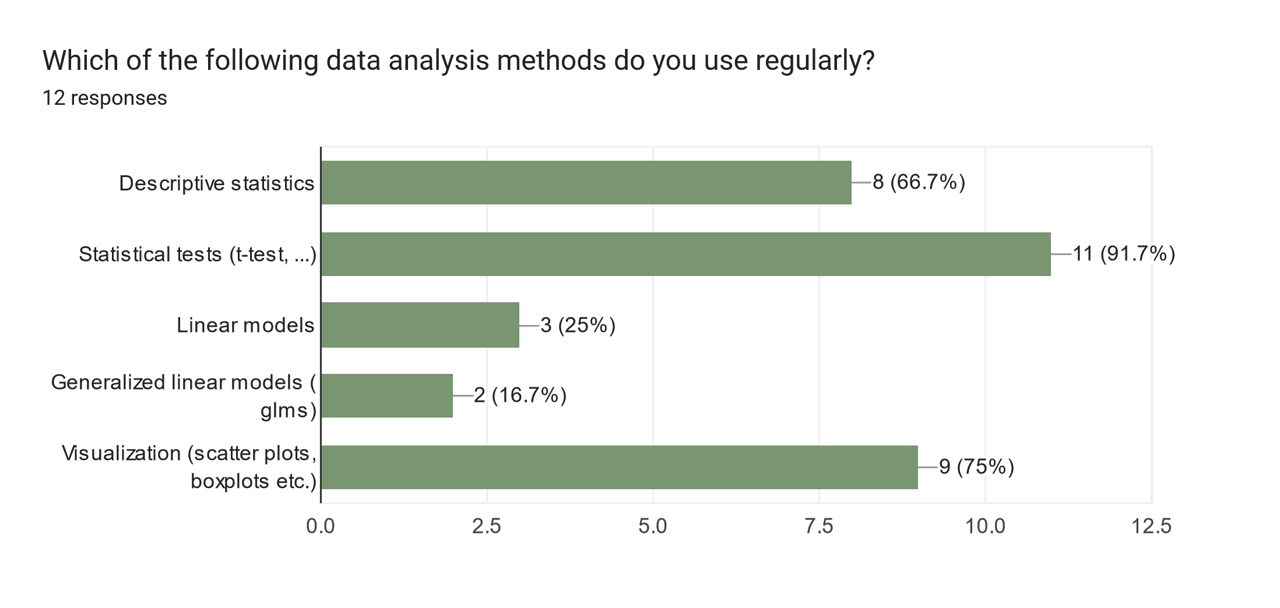 Which of the following data analysis methods do you use regularly?
12 responses
Descriptive statistics
8 (66.7%)
Statistical tests (t-test, ...)
11 (91.7%)
Linear models
3 (25%)
Generalized linear models (
glms)
2 (16.7%)
Visualization (scatter plots,
boxplots etc.)
9 (75%)
0.0 2.5 5.0 7.5 10.0 12.5